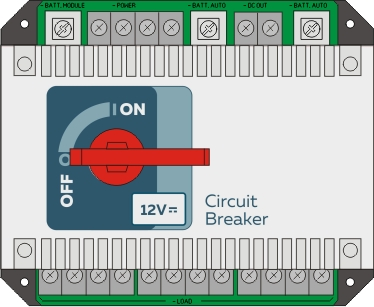 - BATT. MODULE
- POWER
- BATT. AUTO
- DC OUT
- BATT. AUTO
ON
OFF
12V⎓
Circuit
Breaker
- LOAD